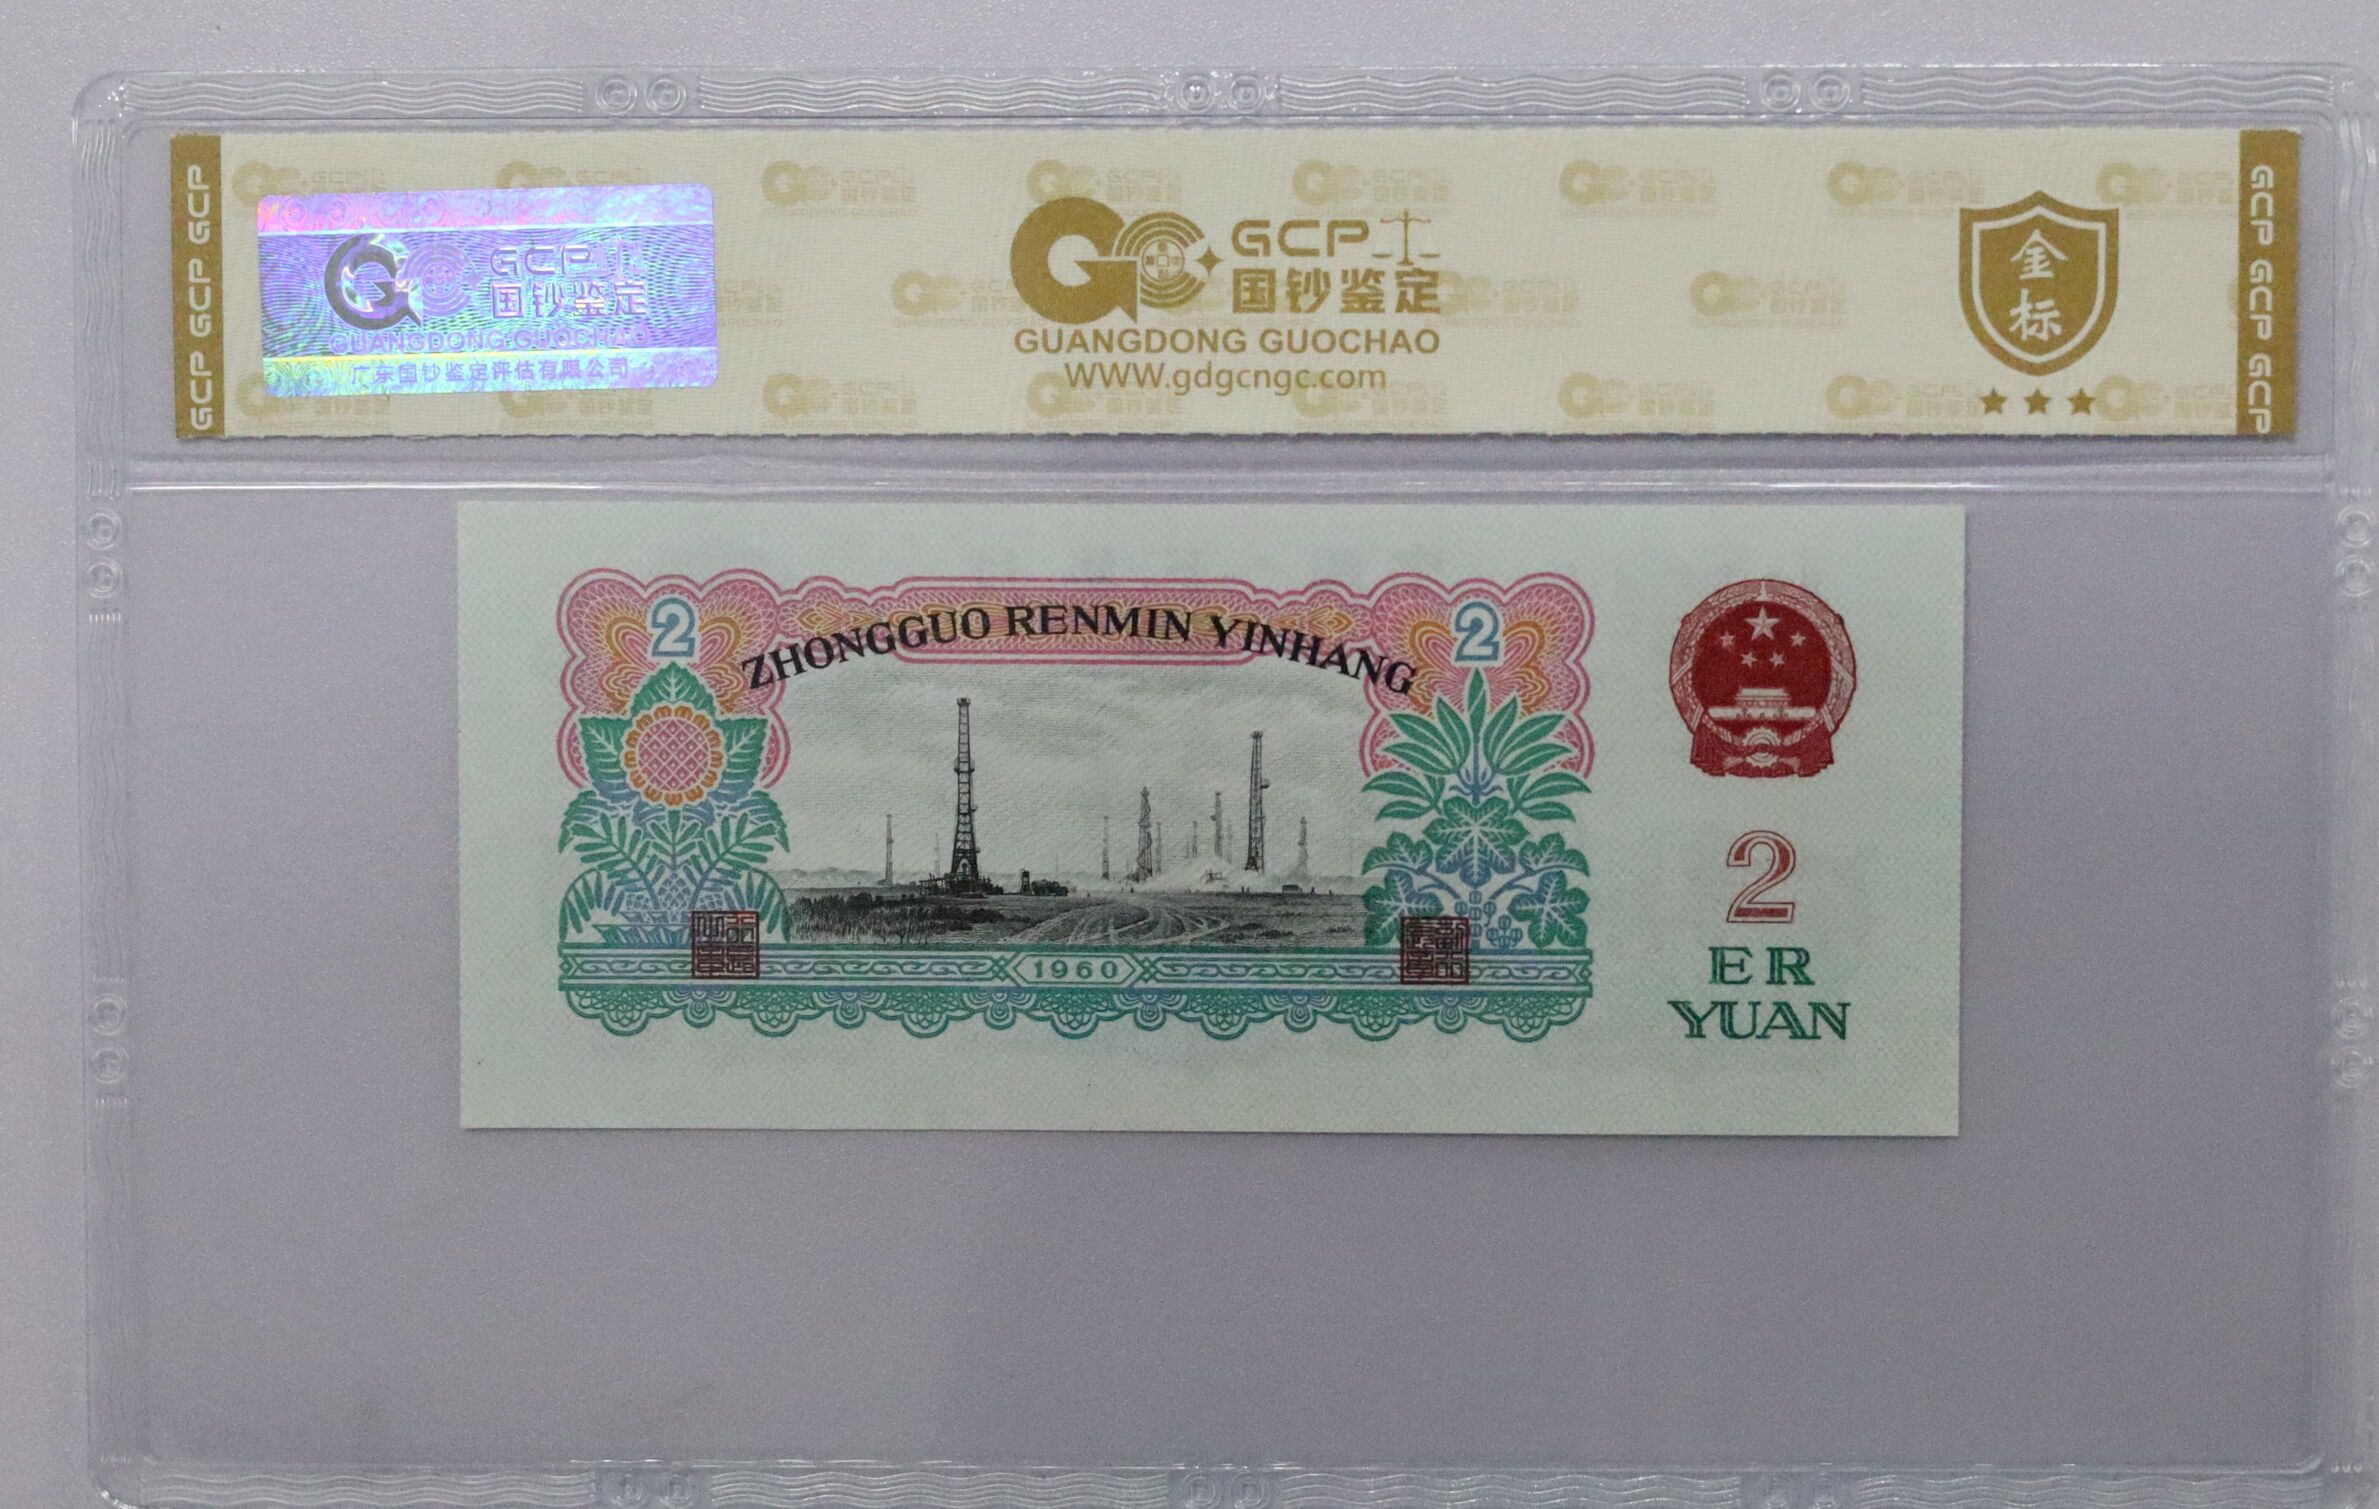 GCP GCP GCP
GCP
国钞鉴定
GUANGDONG GUOCHAO
广东国钞鉴定评估有限公司
GCP
国钞鉴定
GUANGDONG GUOCHAO
WWW.gdgcngc.com
金
标
GCP GCP GCP
2
ZHONGGUO RENMIN YINHANG
2
1960
2
ER
YUAN